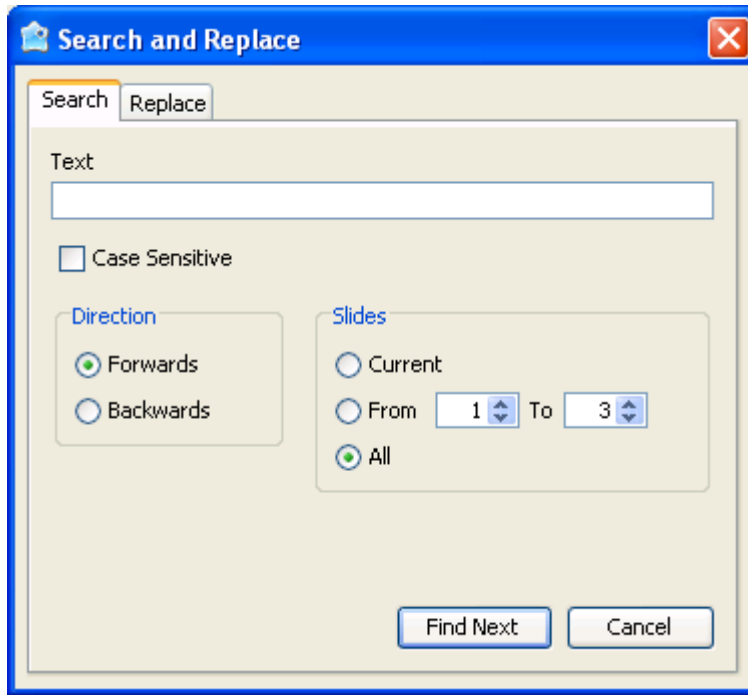 Search and Replace
Search Replace
Text
Case Sensitive
Direction
Forwards
Backwards
Slides
Current
From 1 To 3
All
Find Next Cancel